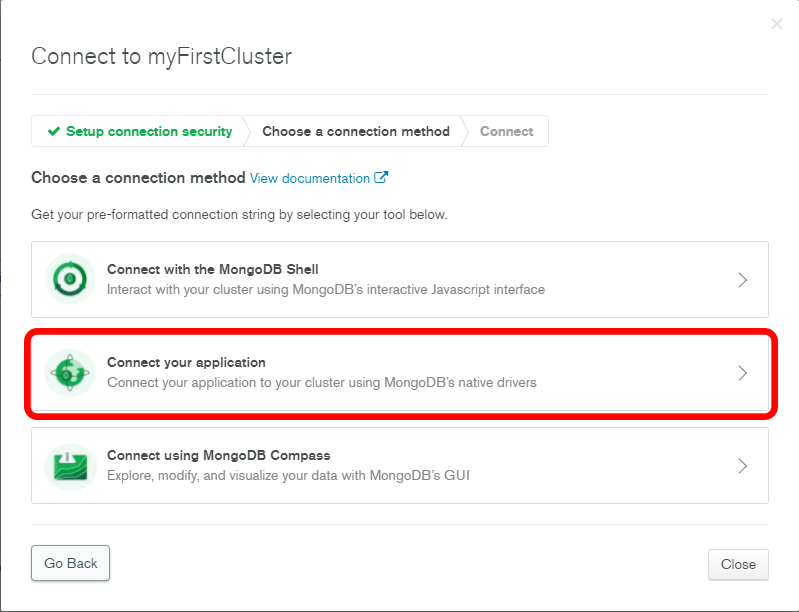 Connect to myFirstCluster
Setup connection security
Choose a connection method
Connect
Choose a connection method View documentation
Get your pre-formatted connection string by selecting your tool below.
Connect with the MongoDB Shell
Interact with your cluster using MongoDB's interactive Javascript interface
Connect your application
Connect your application to your cluster using MongoDB's native drivers
Connect using MongoDB Compass
Explore, modify, and visualize your data with MongoDB's GUI
Go Back
Close